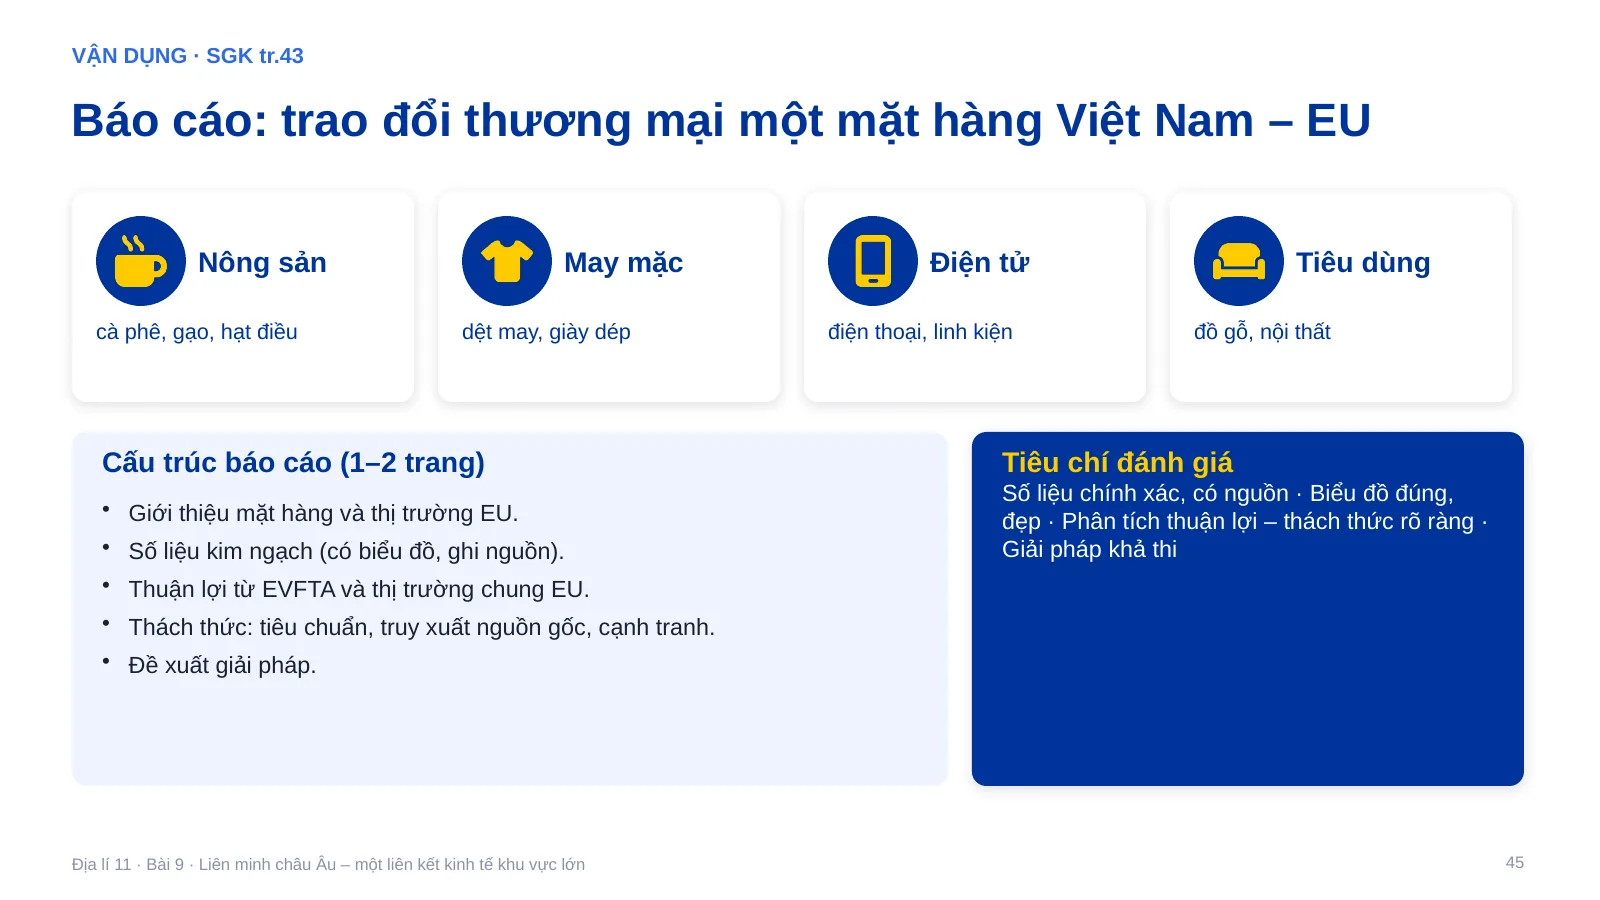 VẬN DỤNG · SGK tr.43
Báo cáo: trao đổi thương mại một mặt hàng Việt Nam – EU
Nông sản
cà phê, gạo, hạt điều
May mặc
dệt may, giày dép
Điện tử
điện thoại, linh kiện
Tiêu dùng
đồ gỗ, nội thất
Cấu trúc báo cáo (1–2 trang)
• Giới thiệu mặt hàng và thị trường EU.
• Số liệu kim ngạch (có biểu đồ, ghi nguồn).
• Thuận lợi từ EVFTA và thị trường chung EU.
• Thách thức: tiêu chuẩn, truy xuất nguồn gốc, cạnh tranh.
• Đề xuất giải pháp.
Tiêu chí đánh giá
Số liệu chính xác, có nguồn · Biểu đồ đúng,
đẹp · Phân tích thuận lợi – thách thức rõ ràng ·
Giải pháp khả thi
Địa lí 11 · Bài 9 · Liên minh châu Âu – một liên kết kinh tế khu vực lớn
45